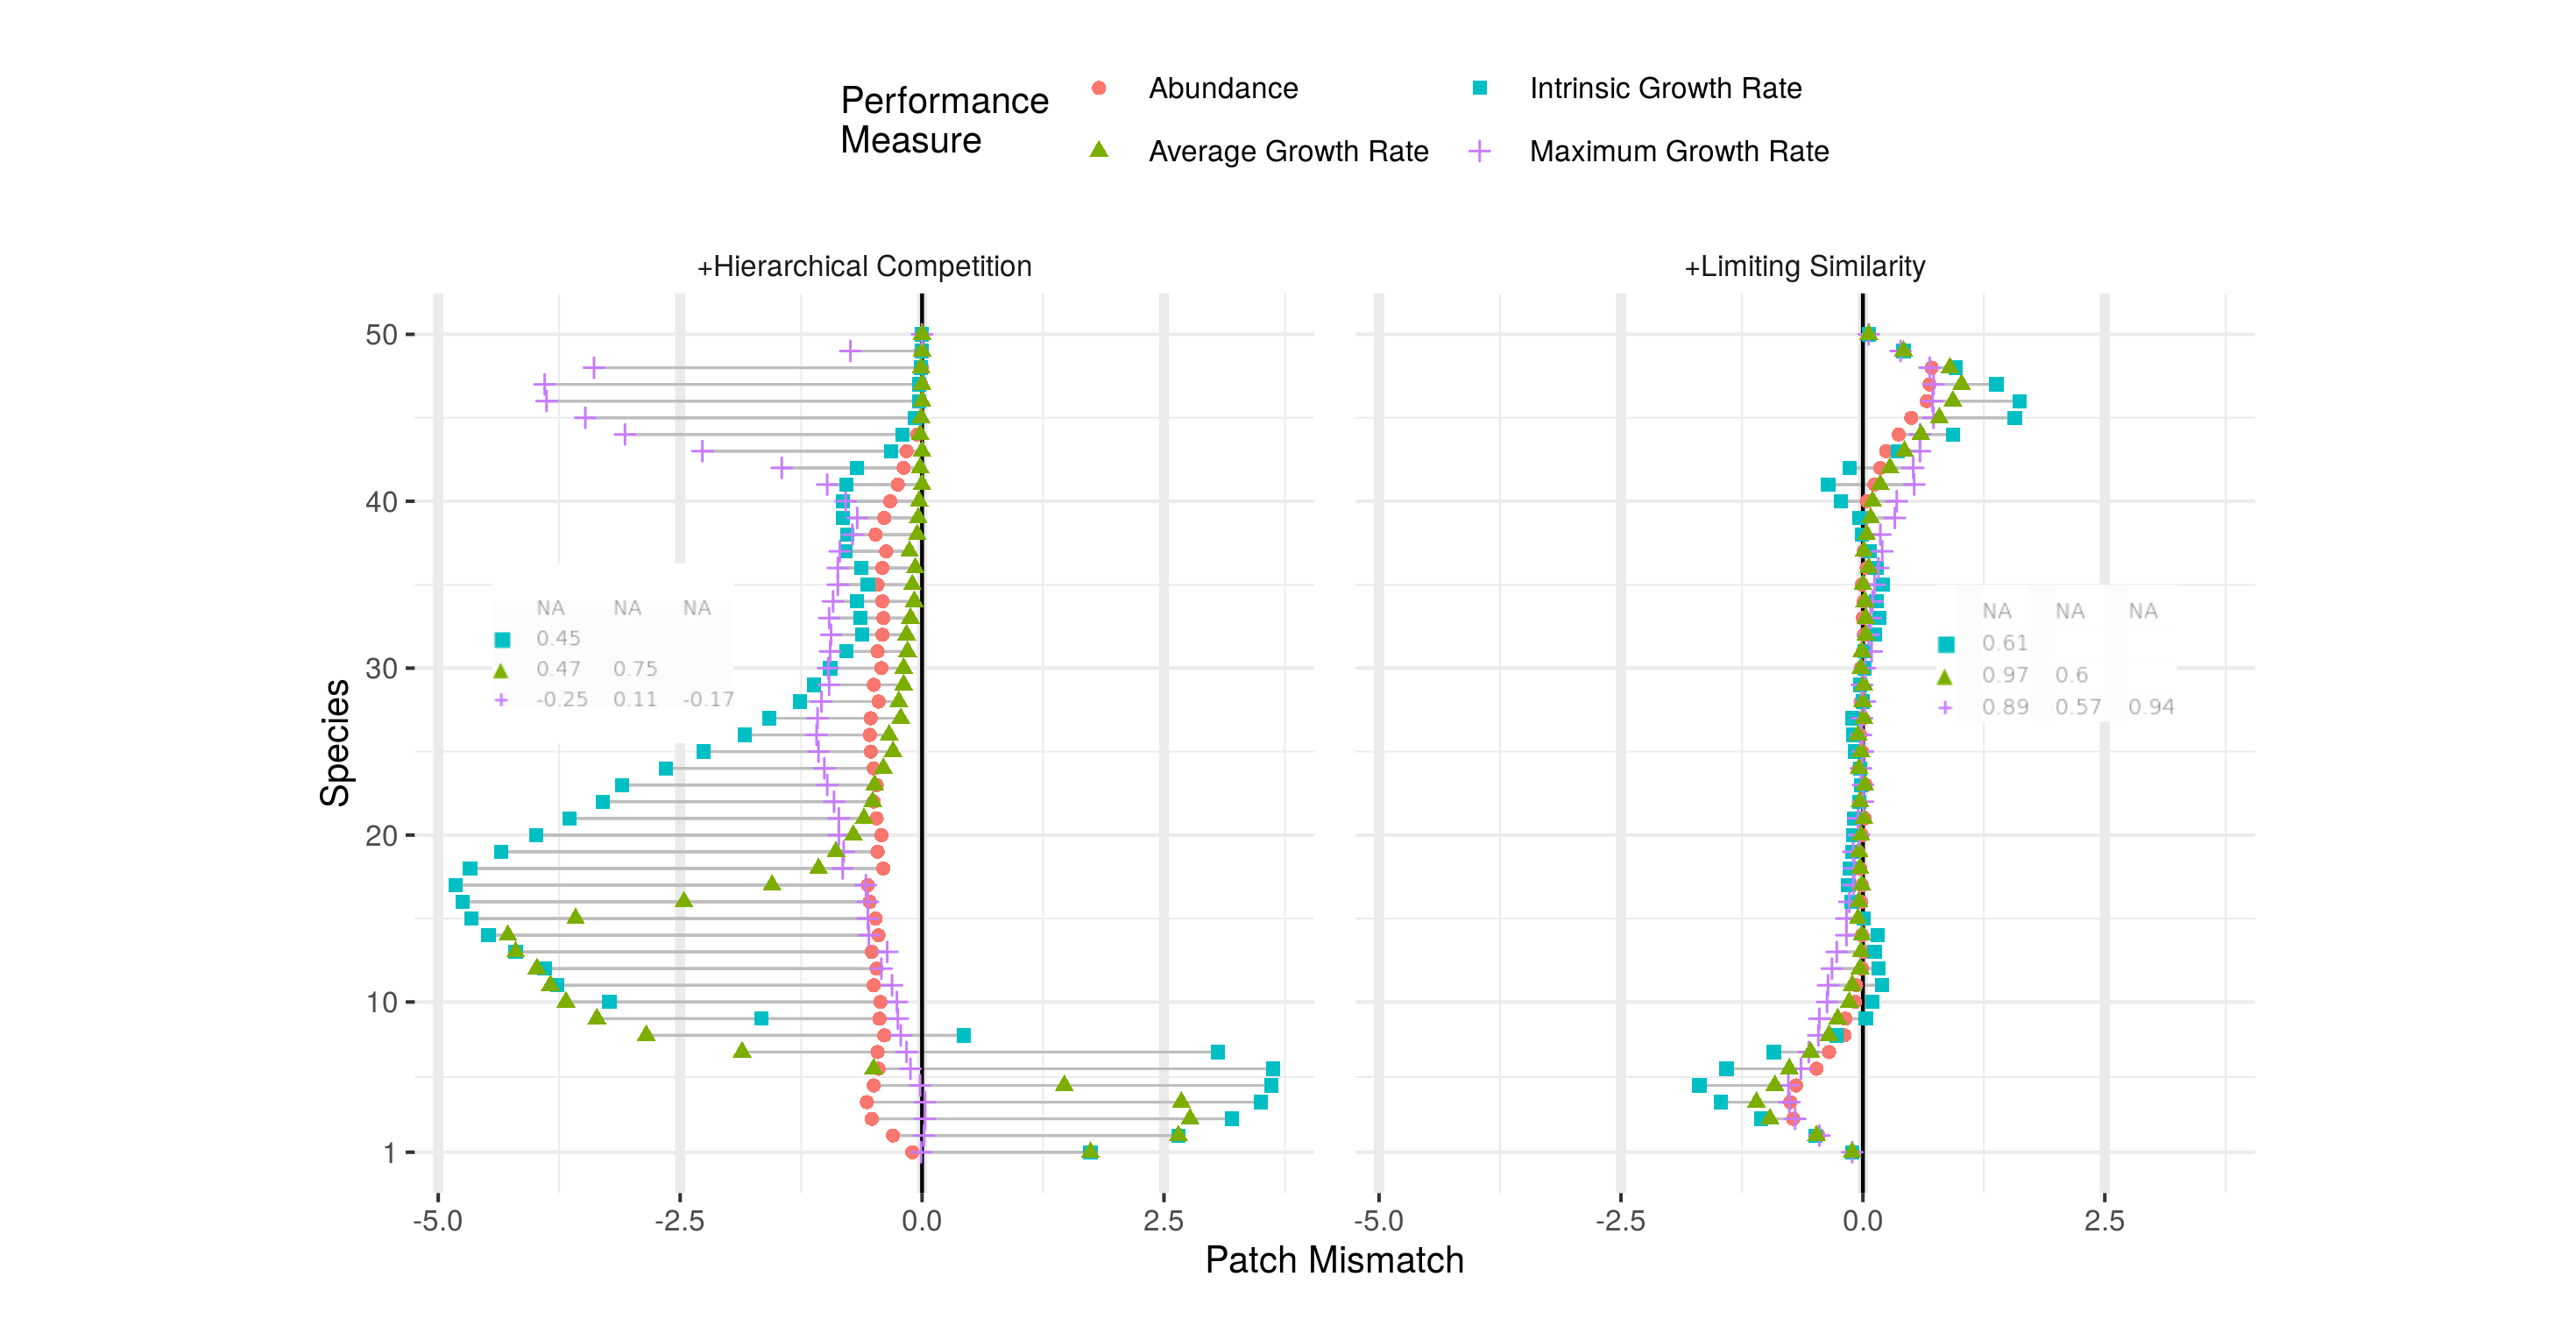 Performance
Measure
Abundance
Intrinsic Growth Rate
Average Growth Rate
Maximum Growth Rate
+Hierarchical Competition
+Limiting Similarity
50
40
30
20
10
1
Species
NA NA NA
0.45
0.47 0.75
-0.25 0.11 -0.17
NA NA NA
0.61
0.97 0.6
0.89 0.57 0.94
-5.0 -2.5 0.0 2.5
-5.0 -2.5 0.0 2.5
Patch Mismatch